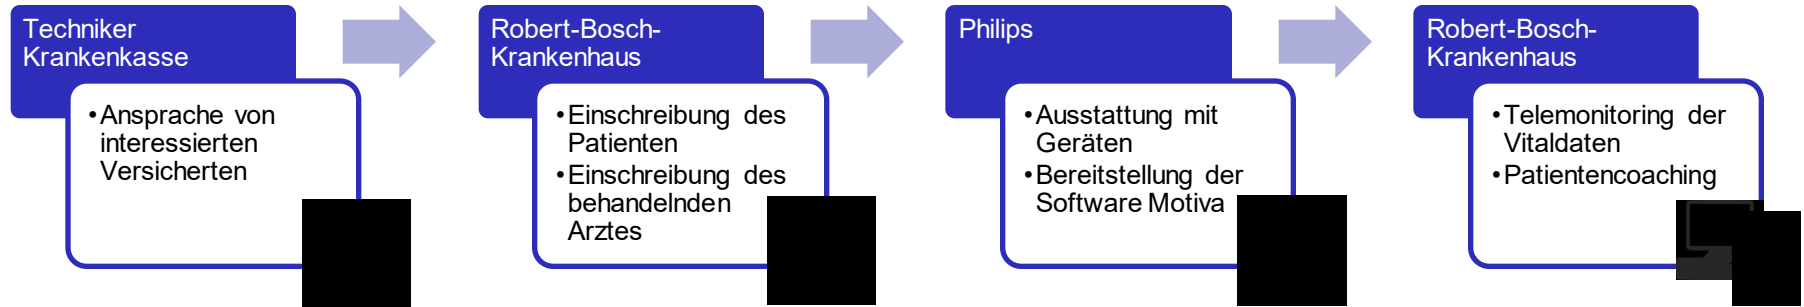 Techniker
Krankenkasse
•Ansprache von
interessierten
Versicherten
Robert-Bosch-
Krankenhaus
•Einschreibung des
Patienten
•Einschreibung des
behandelnden
Arztes
Philips
•Ausstattung mit
Geräten
•Bereitstellung der
Software Motiva
Robert-Bosch-
Krankenhaus
•Telemonitoring der
Vitaldaten
•Patientencoaching